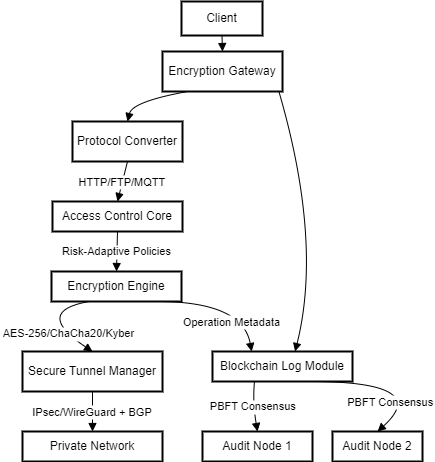 Client
Encryption Gateway
Protocol Converter
HTTP/FTP/MQTT
Access Control Core
Risk-Adaptive Policies
Encryption Engine
AES-256/ChaCha20/Kyber
Operation Metadata
Secure Tunnel Manager
Blockchain Log Module
IPsec/WireGuard + BGP
PBFT Consensus
PBFT Consensus
Private Network
Audit Node 1
Audit Node 2